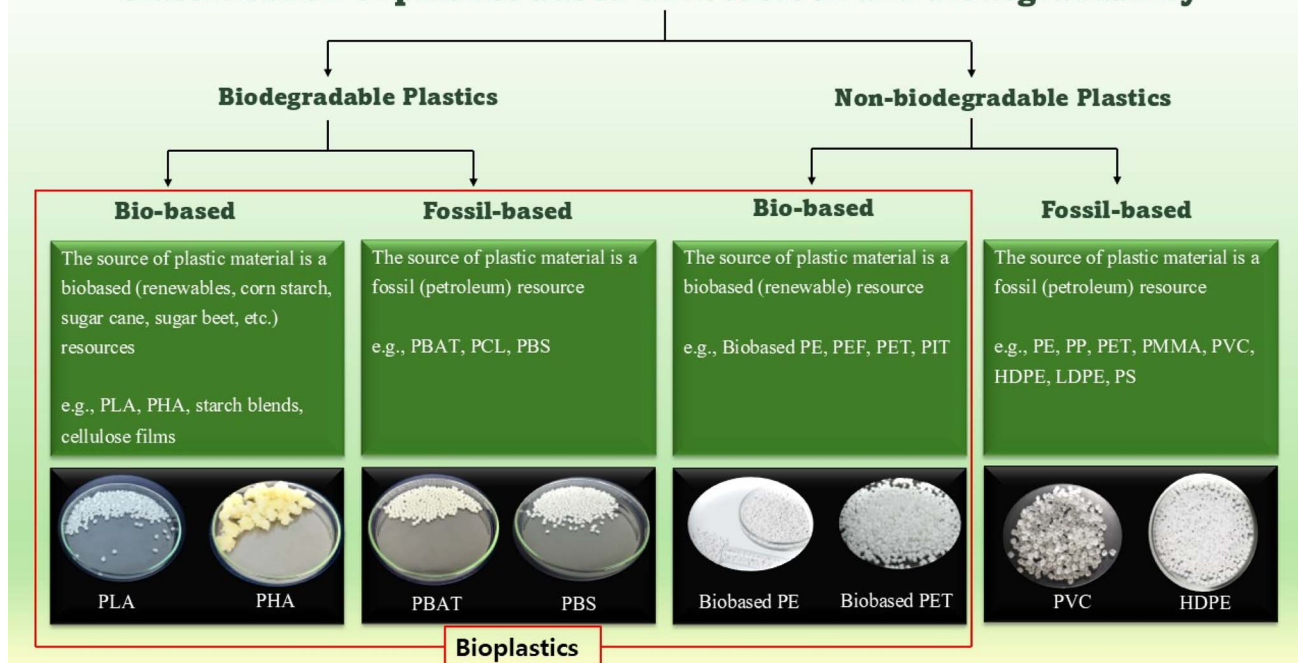 Biodegradable Plastics
Non-biodegradable Plastics
Bio-based
The source of plastic material is a
biobased (renewables, corn starch,
sugar cane, sugar beet, etc.)
resources
e.g., PLA, PHA, starch blends,
cellulose films
PLA
PHA
Fossil-based
The source of plastic material is a
fossil (petroleum) resource
e.g., PBAT, PCL, PBS
PBAT
PBS
Bio-based
The source of plastic material is a
biobased (renewable) resource
e.g., Biobased PE, PEF, PET, PIT
Biobased PE
Biobased PET
Fossil-based
The source of plastic material is a
fossil (petroleum) resource
e.g., PE, PP, PET, PMMA, PVC,
HDPE, LDPE, PS
PVC
HDPE
Bioplastics